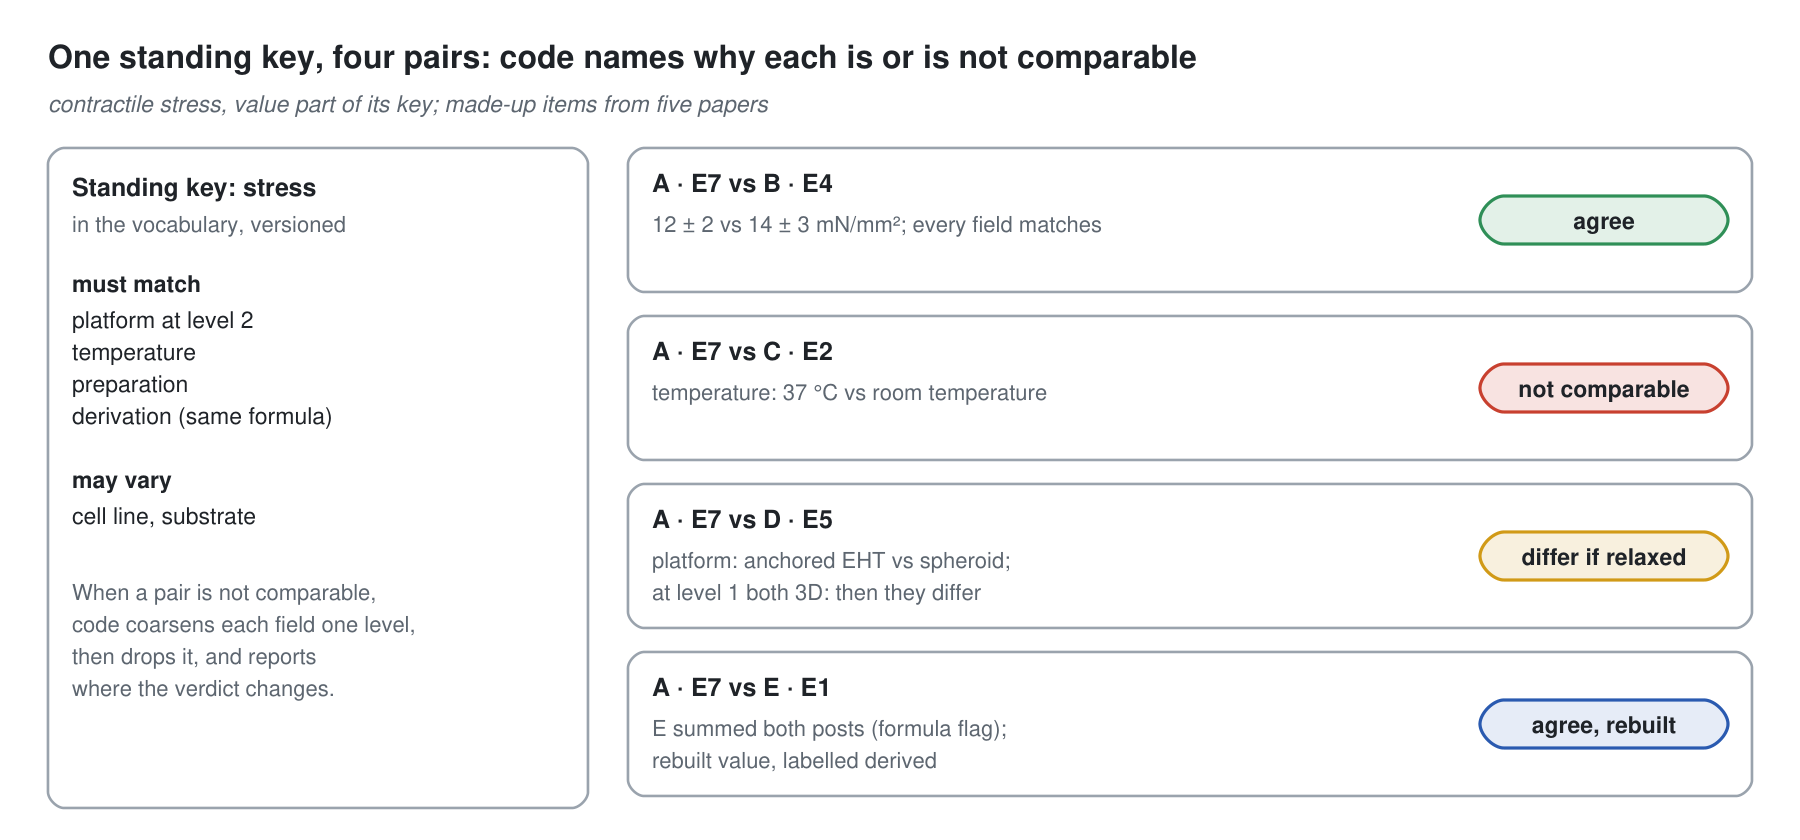 One standing key, four pairs: code names why each is or is not comparable
contractile stress, value part of its key; made-up items from five papers
Standing key: stress
in the vocabulary, versioned
must match
platform at level 2
temperature
preparation
derivation (same formula)
may vary
cell line, substrate
When a pair is not comparable,
code coarsens each field one level,
then drops it, and reports
where the verdict changes.
A · E7 vs B · E4
12 ± 2 vs 14 ± 3 mN/mm²; every field matches
agree
A · E7 vs C · E2
temperature: 37 °C vs room temperature
not comparable
A · E7 vs D · E5
platform: anchored EHT vs spheroid;
at level 1 both 3D: then they differ
differ if relaxed
A · E7 vs E · E1
E summed both posts (formula flag);
rebuilt value, labelled derived
agree, rebuilt